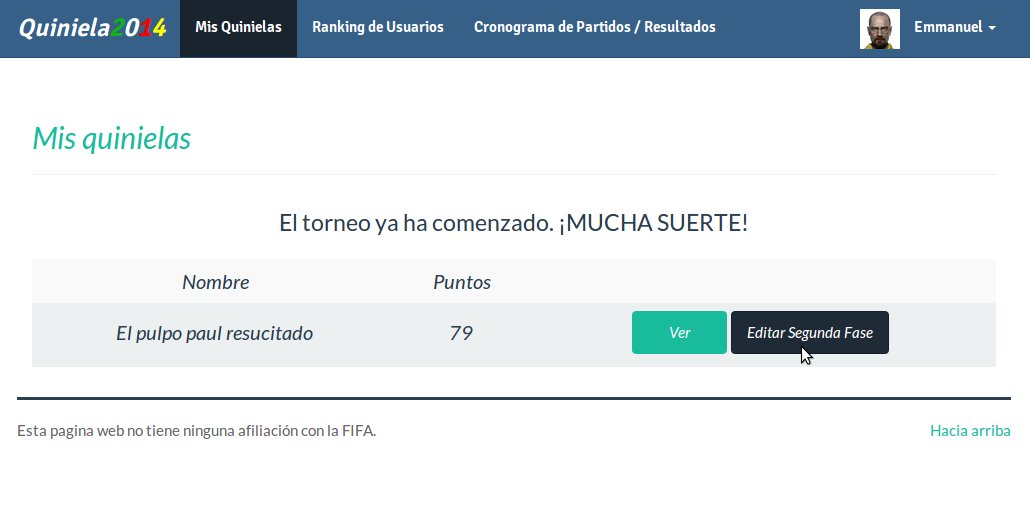 Quiniela2014 Mis Quinielas Ranking de Usuarios Cronograma de Partidos / Resultados Emmanuel
Mis quinielas
El torneo ya ha comenzado. ¡MUCHA SUERTE!
Nombre Puntos
El pulpo paul resucitado 79 Ver Editar Segunda Fase
Esta pagina web no tiene ninguna afiliación con la FIFA. Hacia arriba